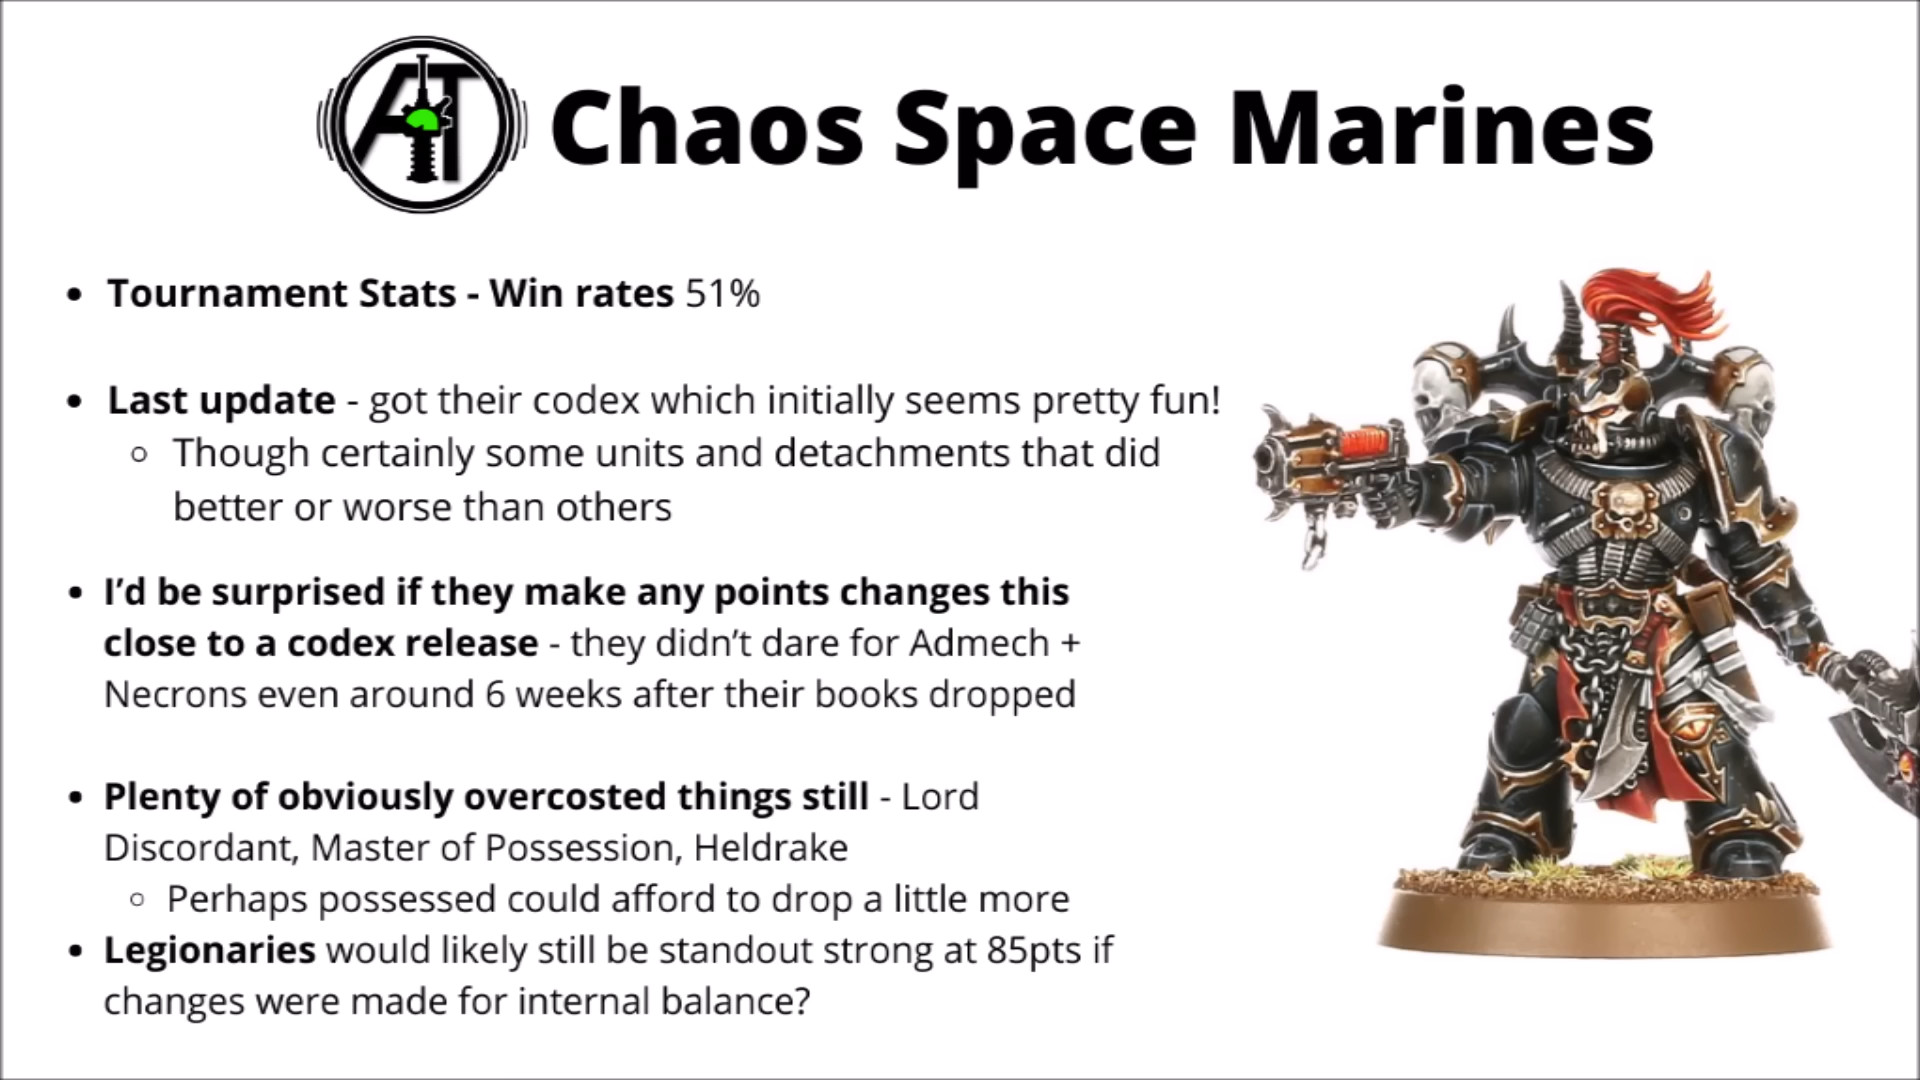 AT
Chaos Space Marines
• Tournament Stats - Win rates 51%
• Last update - got their codex which initially seems pretty fun!
○ Though certainly some units and detachments that did
better or worse than others
• I’d be surprised if they make any points changes this
close to a codex release - they didn’t dare for Admech +
Necrons even around 6 weeks after their books dropped
• Plenty of obviously overcosted things still - Lord
Discordant, Master of Possession, Heldrake
○ Perhaps possessed could afford to drop a little more
• Legionaries would likely still be standout strong at 85pts if
changes were made for internal balance?